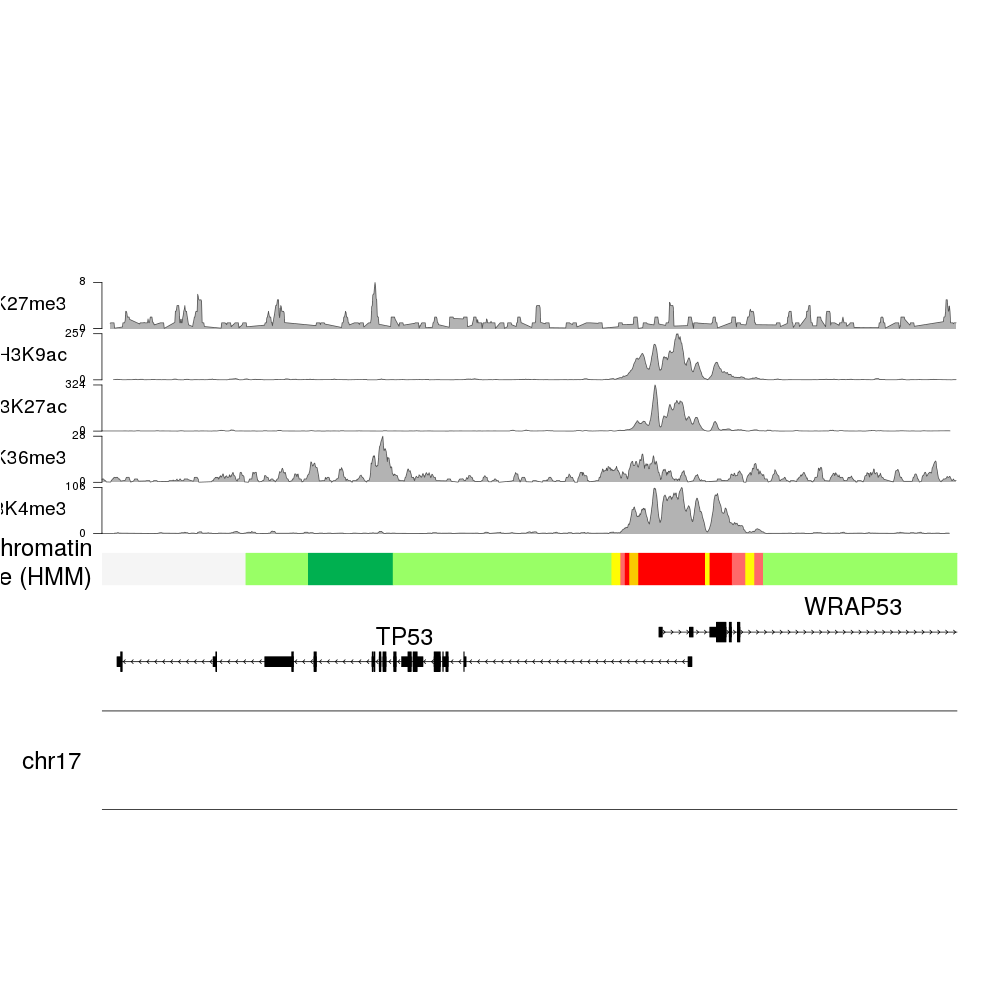 8
K27me3
0
257
H3K9ac
0
324
3K27ac
0
28
K36me3
0
106
3K4me3
0
hromatin
e (HMM)
WRAP53
TP53
chr17